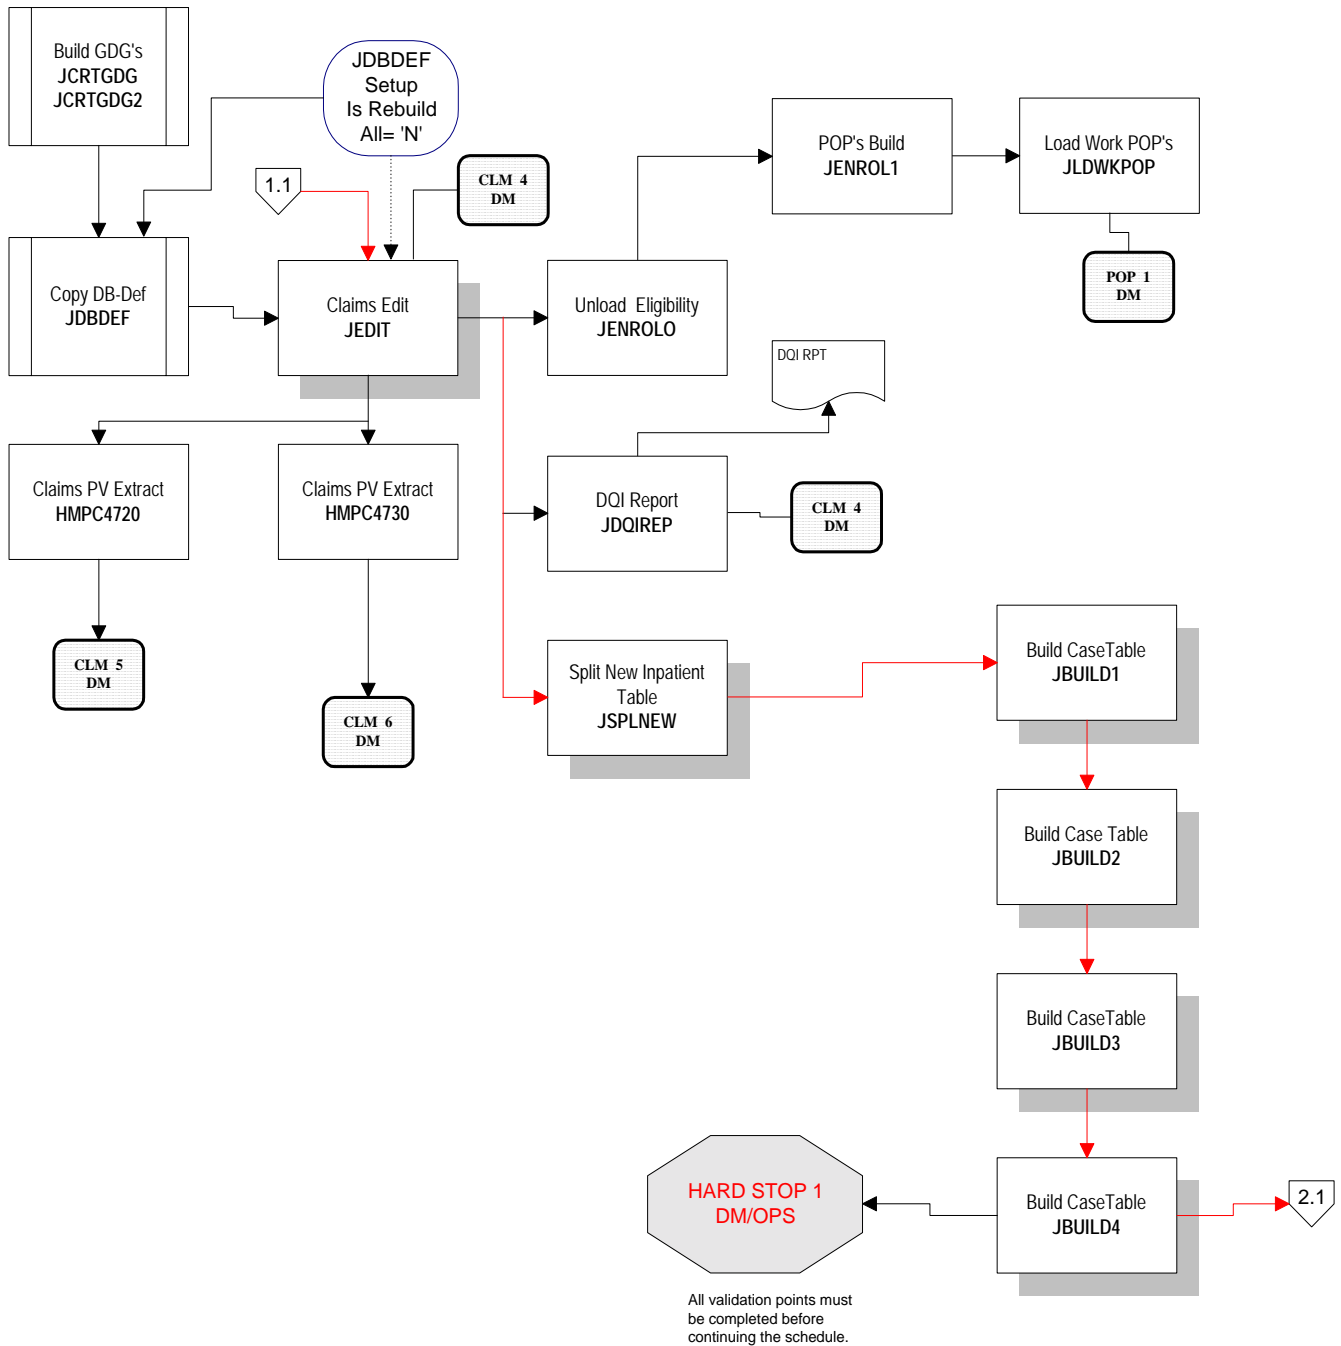 Build GDG's
JCRTGDG
JCRTGDG2
JDBDEF
Setup
Is Rebuild
All= 'N'
1.1
CLM 4
DM
POP's Build
JENROL1
Load Work POP's
JLDWKPOP
POP 1
DM
Copy DB-Def
JDBDEF
Claims Edit
JEDIT
Unload Eligibility
JENROLO
DQI RPT
Claims PV Extract
HMPC4720
Claims PV Extract
HMPC4730
DQI Report
JDQIREP
CLM 4
DM
CLM 5
DM
CLM 6
DM
Split New Inpatient
Table
JSPLNEW
Build CaseTable
JBUILD1
Build Case Table
JBUILD2
Build CaseTable
JBUILD3
Build CaseTable
JBUILD4
2.1
HARD STOP 1
DM/OPS
All validation points must
be completed before
continuing the schedule.